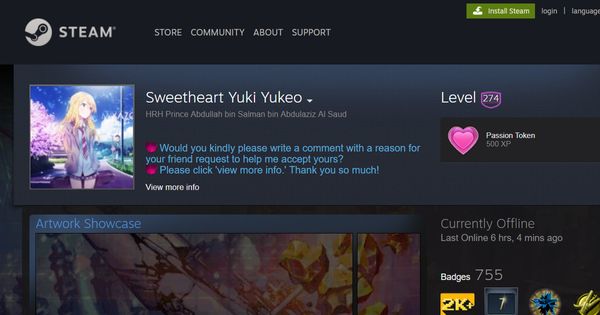 Install Steam login | language
STEAM® STORE COMMUNITY ABOUT SUPPORT
Sweetheart Yuki Yukeo
HRH Prince Abdullah bin Salman bin Abdulaziz Al Saud
Would you kindly please write a comment with a reason for
your friend request to help me accept yours?
Please click 'view more info.' Thank you so much!
View more info
Level 274
Passion Token
500 XP
Artwork Showcase
Currently Offline
Last Online 6 hrs, 4 mins ago
Badges 755
2K+